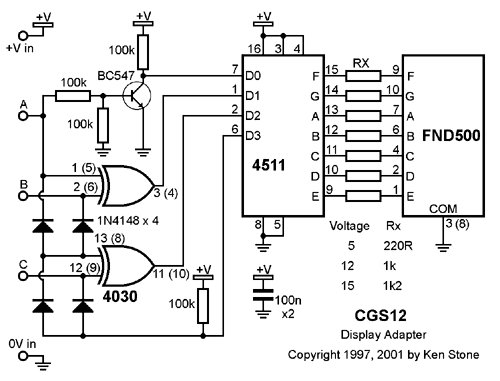 +V
+V in
100k
BC547
+V
16 3 4
100k
A
100k
7 D0
1 D1
2 D2
6 D3
4511
8 5
F 15 RX 9 F
G 14 10 G
A 13 7 A
B 12 6 B
C 11 4 C
D 10 2 D
E 9 1 E
FND500
COM
3 (8)
1 (5)
B 2 (6)
3 (4)
1N4148 x 4
13 (8)
C 12 (9)
11 (10)
4030
+V
100k
+V
100n
x2
Voltage Rx
5 220R
12 1k
15 1k2
0V in
CGS12
Display Adapter
Copyright 1997, 2001 by Ken Stone